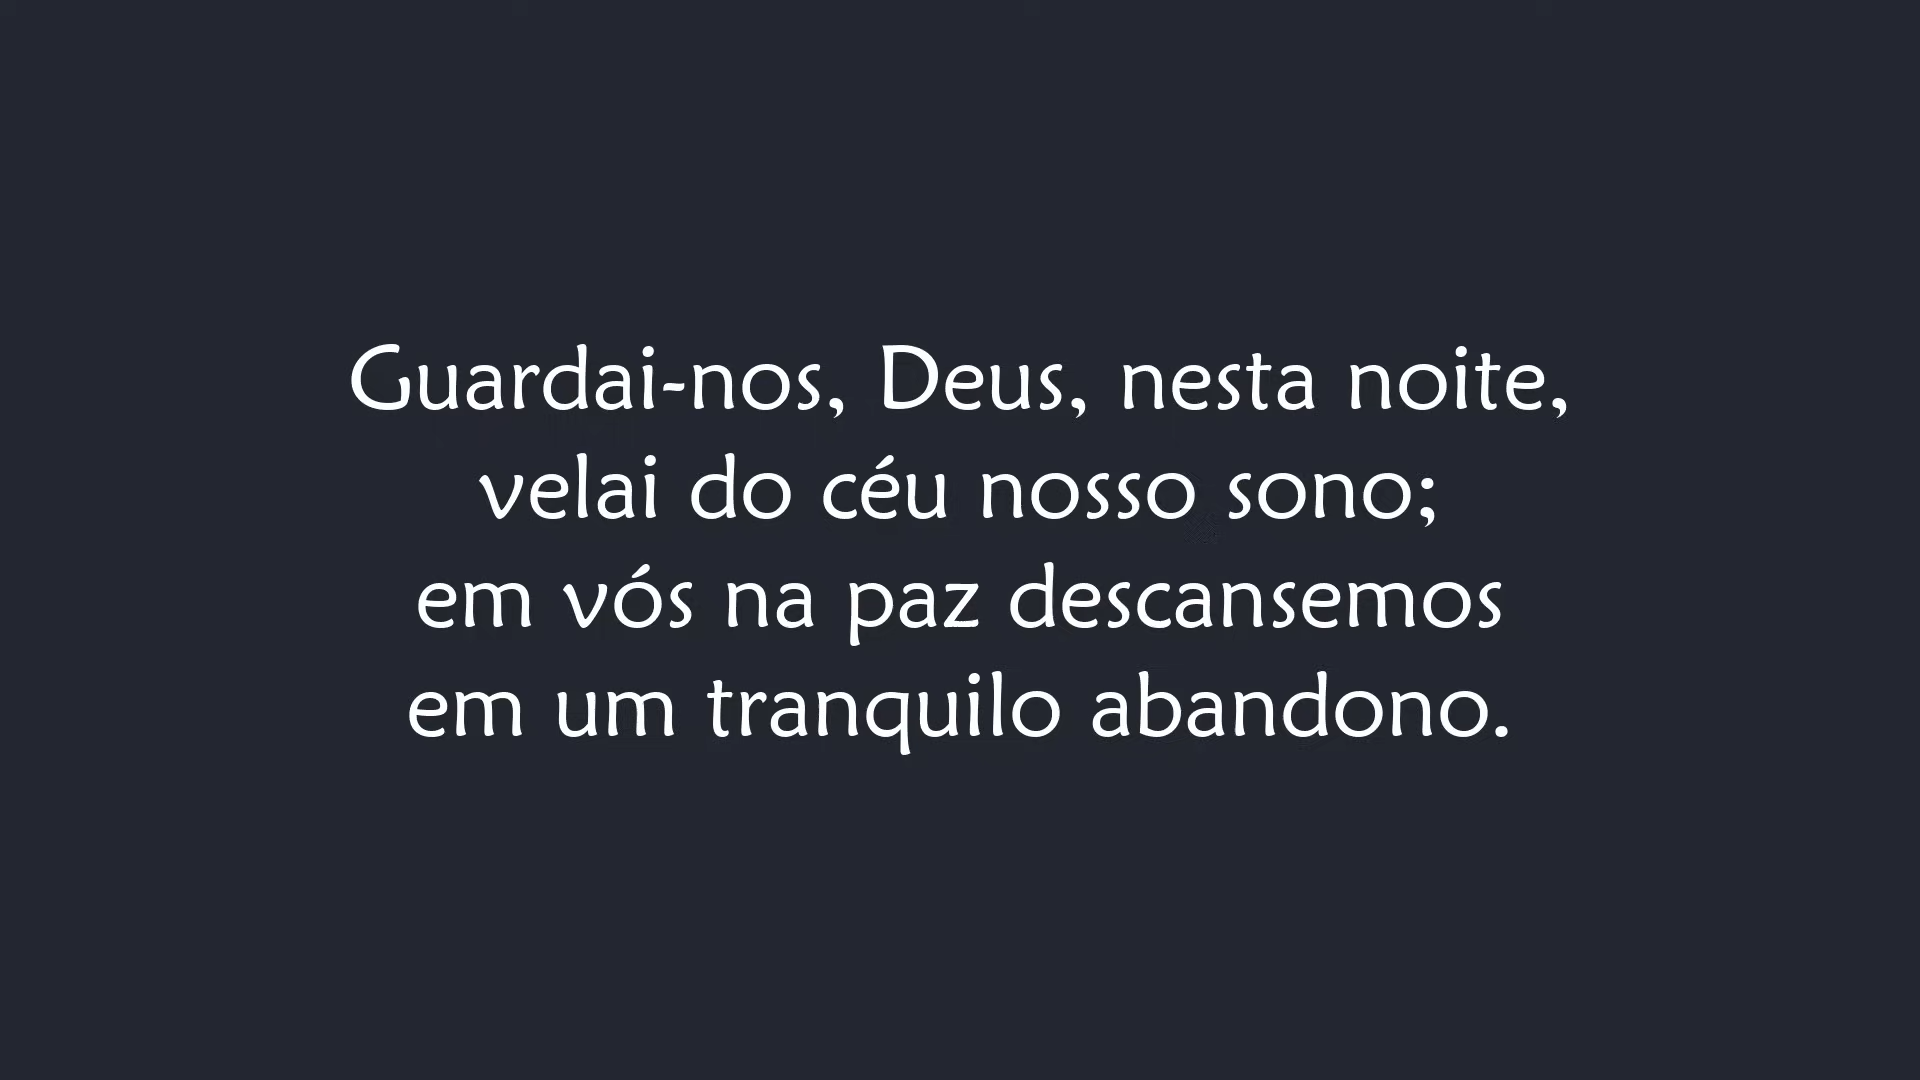 Guardai-nos, Deus, nesta noite,
velai do céu nosso sono;
em vós na paz descansemos
em um tranquilo abandono.